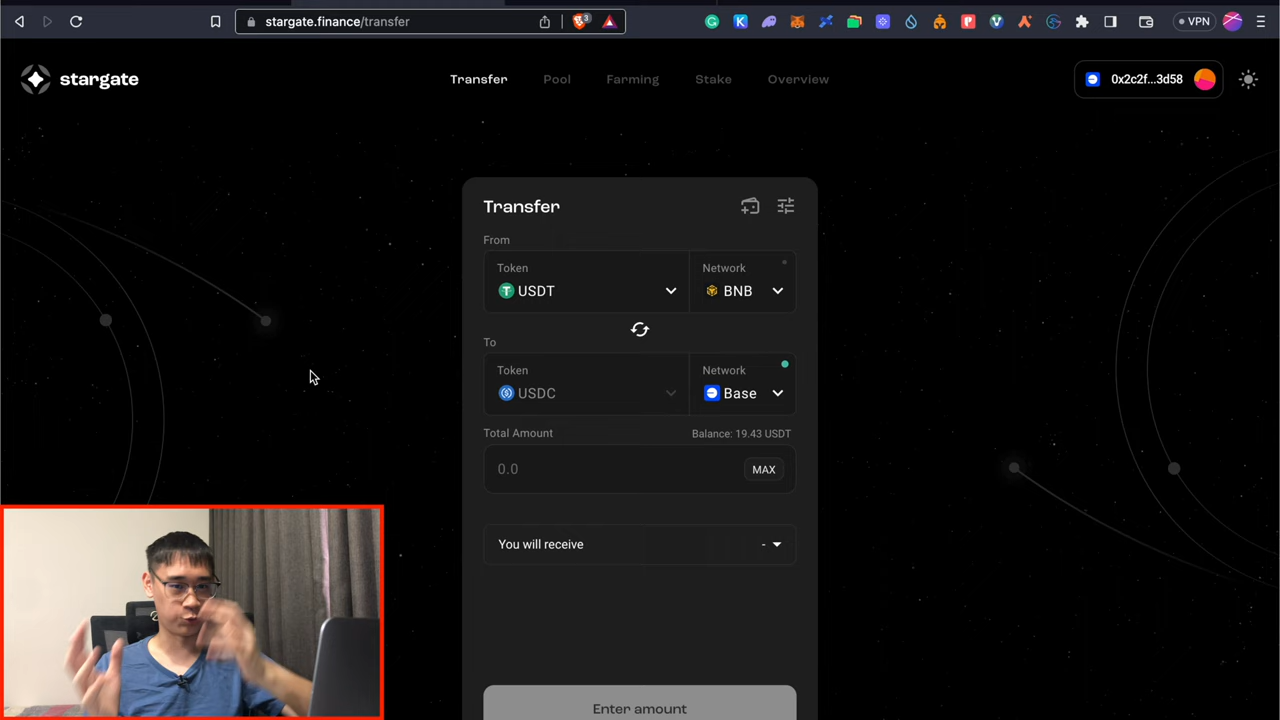 stargate.finance/transfer
3
VPN
stargate
Transfer
Pool
Farming
Stake
Overview
0x2c2f...3d58
Transfer
From
Token
Network
USDT
BNB
To
Token
Network
USDC
Base
Total Amount
Balance: 19.43 USDT
0.0
MAX
You will receive
-
Enter amount